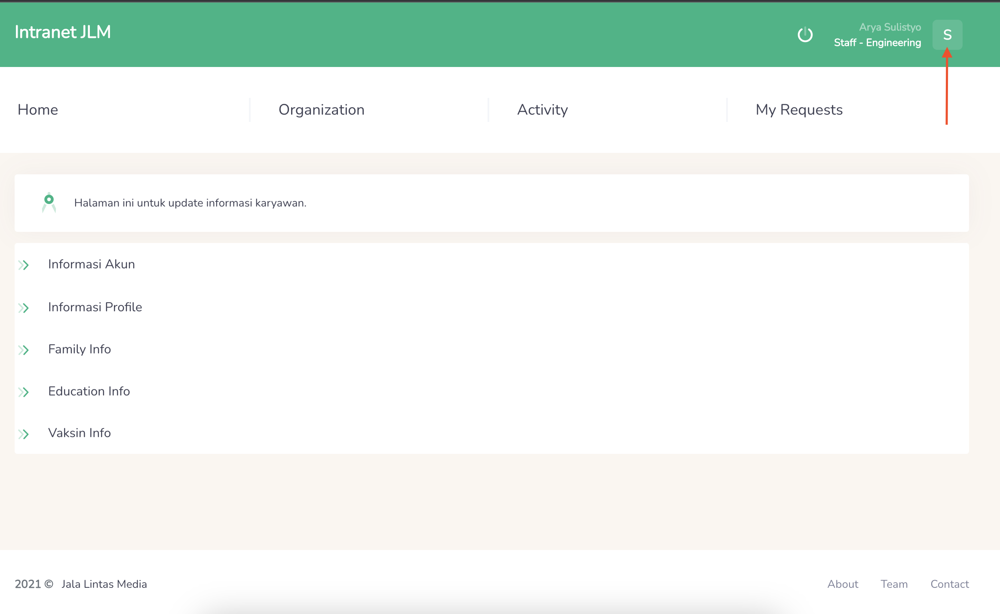 Intranet JLM
Arya Sulistyo
Staff - Engineering
S
Home
Organization
Activity
My Requests
Halaman ini untuk update informasi karyawan.
Informasi Akun
Informasi Profile
Family Info
Education Info
Vaksin Info
2021 © Jala Lintas Media
About
Team
Contact